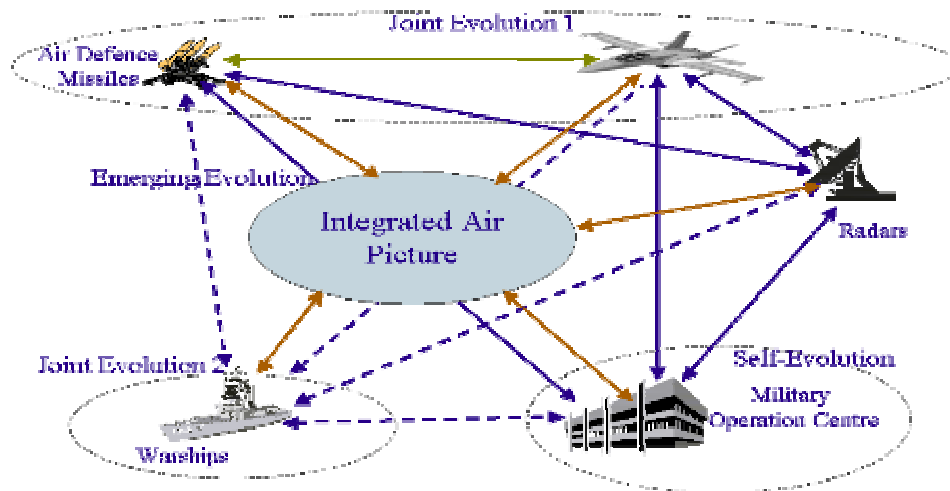 Joint Evolution 1
Air Defence
Missiles
Emerging Evolution
Integrated Air
Picture
Radars
Joint Evolution 2
Self-Evolution
Military
Operation Centre
Warships